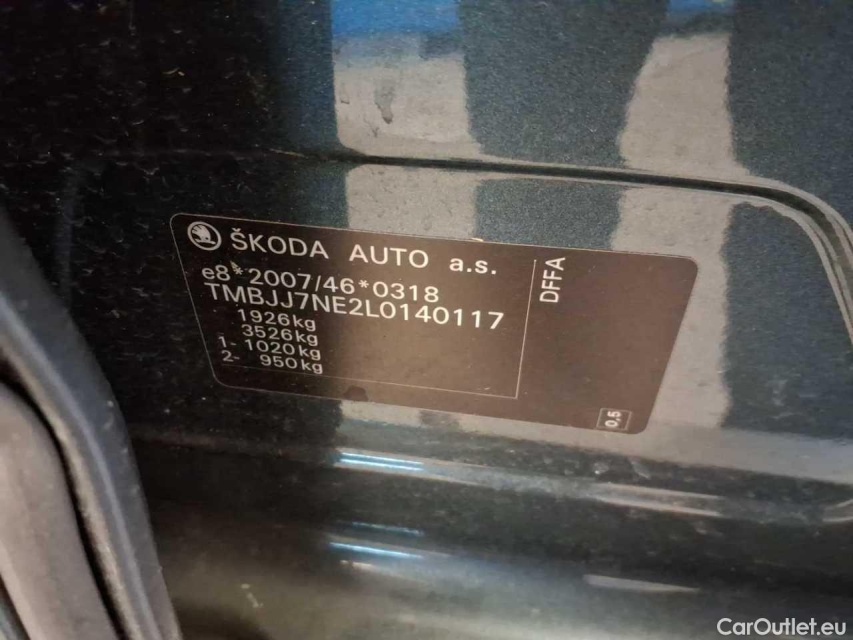 ŠKODA AUTO a.s.
e8*2007/46*0318
TMBJJ7NE2L0140117
1926kg
3526kg
1- 1020kg
2- 950kg
DFFA
0,5
CarOutlet.eu